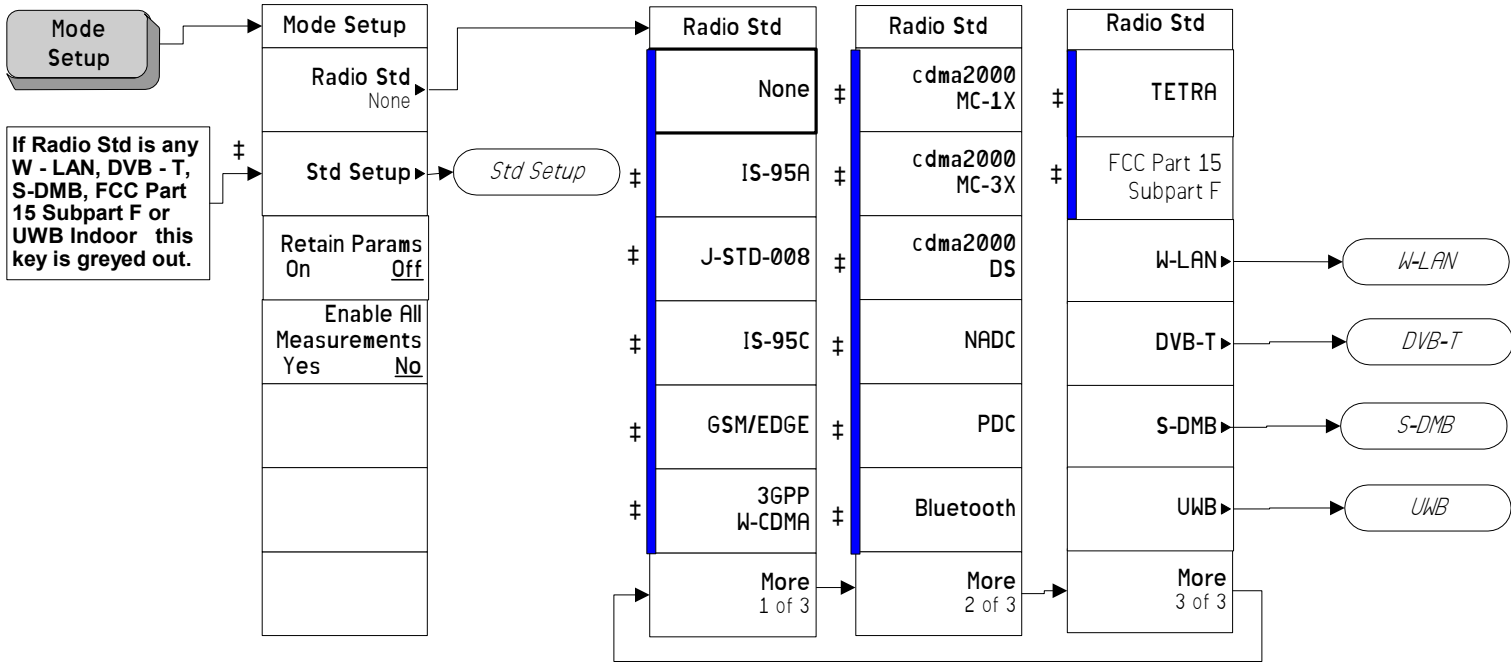 Mode
Setup
If Radio Std is any
W - LAN, DVB - T,
S-DMB, FCC Part
15 Subpart F or
UWB Indoor this
key is greyed out.
Mode Setup
Radio Std
None
‡
Std Setup
Std Setup
Retain Params
On Off
Enable All
Measurements
Yes No
Radio Std
None
‡ IS-95A
‡ J-STD-008
‡ IS-95C
‡ GSM/EDGE
‡ 3GPP
W-CDMA
More
1 of 3
Radio Std
‡ cdma2000
MC-1X
‡ cdma2000
MC-3X
‡ cdma2000
DS
‡ NADC
‡ PDC
‡ Bluetooth
More
2 of 3
Radio Std
‡ TETRA
‡ FCC Part 15
Subpart F
W-LAN
W-LAN
DVB-T
DVB-T
S-DMB
S-DMB
UWB
UWB
More
3 of 3